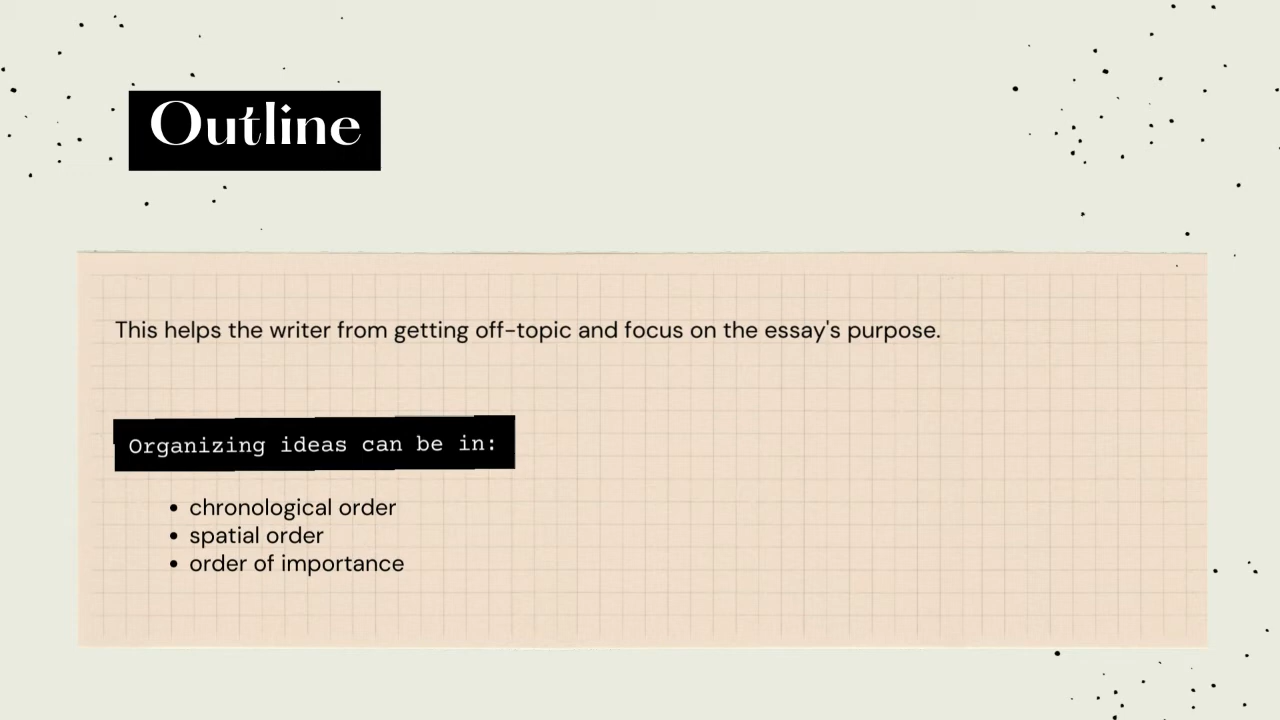 Outline
This helps the writer from getting off-topic and focus on the essay's purpose.
Organizing ideas can be in:
• chronological order
• spatial order
• order of importance